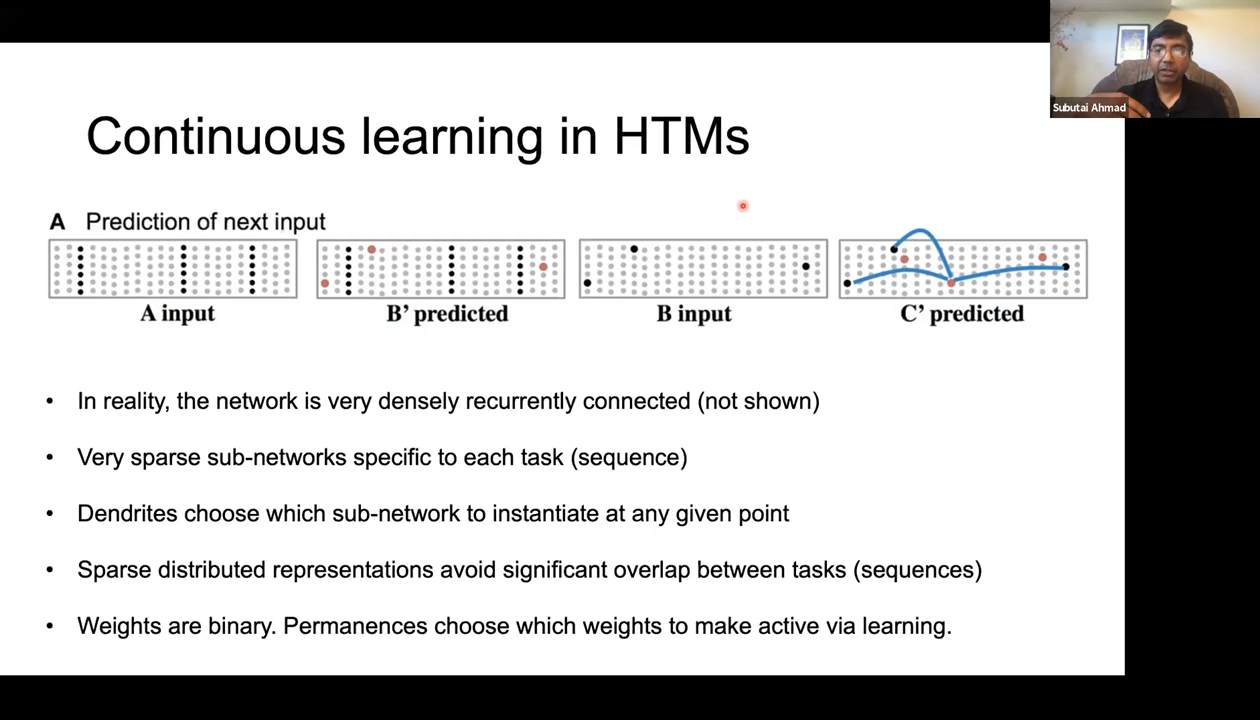 Subutai Ahmad
Continuous learning in HTMs
A Prediction of next input
A input
B’ predicted
B input
C’ predicted
• In reality, the network is very densely recurrently connected (not shown)
• Very sparse sub-networks specific to each task (sequence)
• Dendrites choose which sub-network to instantiate at any given point
• Sparse distributed representations avoid significant overlap between tasks (sequences)
• Weights are binary. Permanences choose which weights to make active via learning.